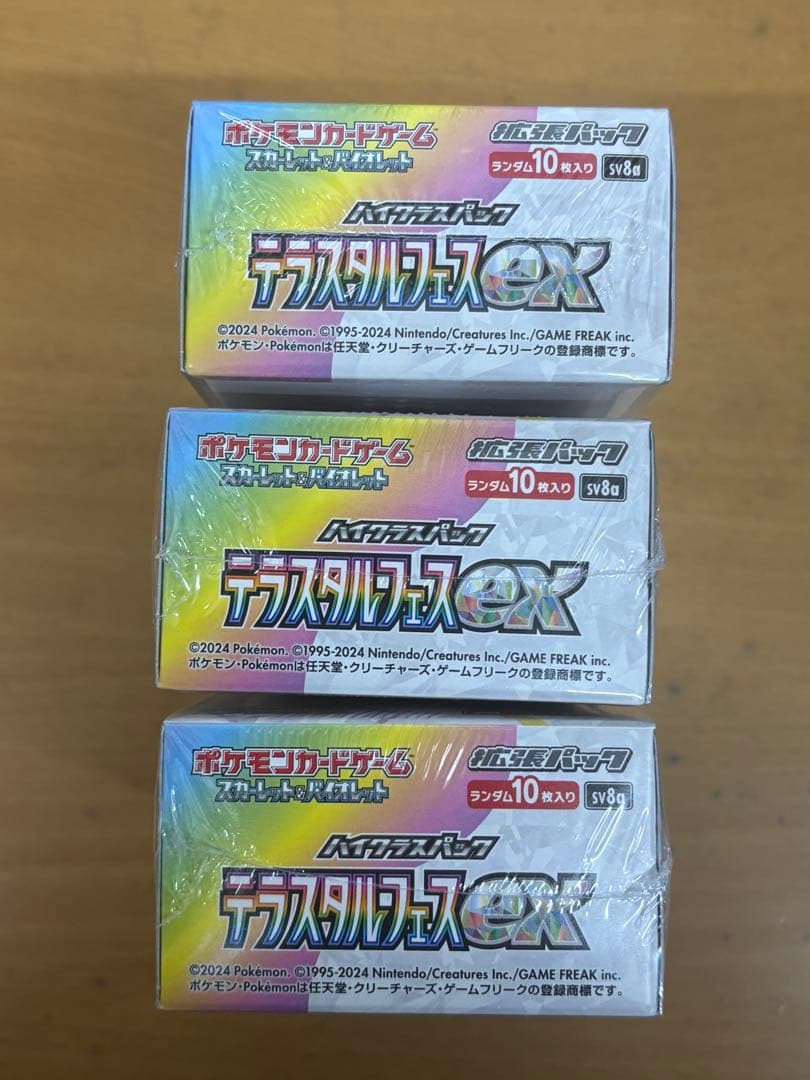 ポケモンカードゲーム 拡張パック
スカーレット&バイオレット ランダム10枚入り SV8a
ハイクラスパック
テラスタル・フェスex
©2024 Pokémon. ©1995-2024 Nintendo/Creatures Inc./GAME FREAK inc.
ポケモン・Pokémonは任天堂・クリーチャーズ・ゲームフリークの登録商標です。
ポケモンカードゲーム 拡張パック
スカーレット&バイオレット ランダム10枚入り SV8a
ハイクラスパック
テラスタル・フェスex
©2024 Pokémon. ©1995-2024 Nintendo/Creatures Inc./GAME FREAK inc.
ポケモン・Pokémonは任天堂・クリーチャーズ・ゲームフリークの登録商標です。
ポケモンカードゲーム 拡張パック
スカーレット&バイオレット ランダム10枚入り SV8a
ハイクラスパック
テラスタル・フェスex
©2024 Pokémon. ©1995-2024 Nintendo/Creatures Inc./GAME FREAK inc.
ポケモン・Pokémonは任天堂・クリーチャーズ・ゲームフリークの登録商標です。